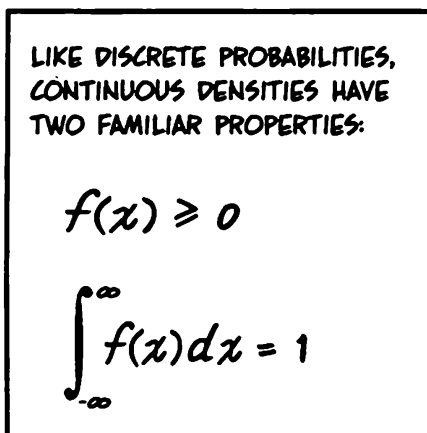 LIKE DISCRETE PROBABILITIES,
CONTINUOUS DENSITIES HAVE
TWO FAMILIAR PROPERTIES:
f(x) ⩾ 0
∫_{-∞}^{∞} f(x)dx = 1